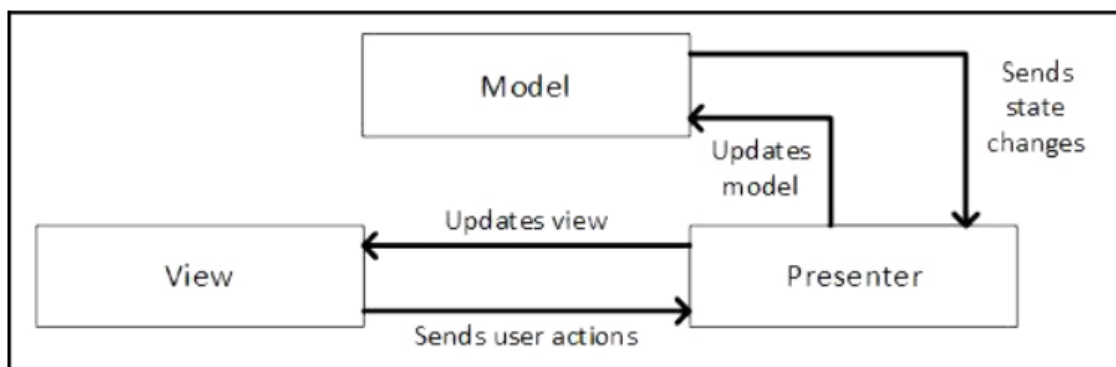 Model
Sends
state
changes
Updates
model
Updates view
View
Presenter
Sends user actions